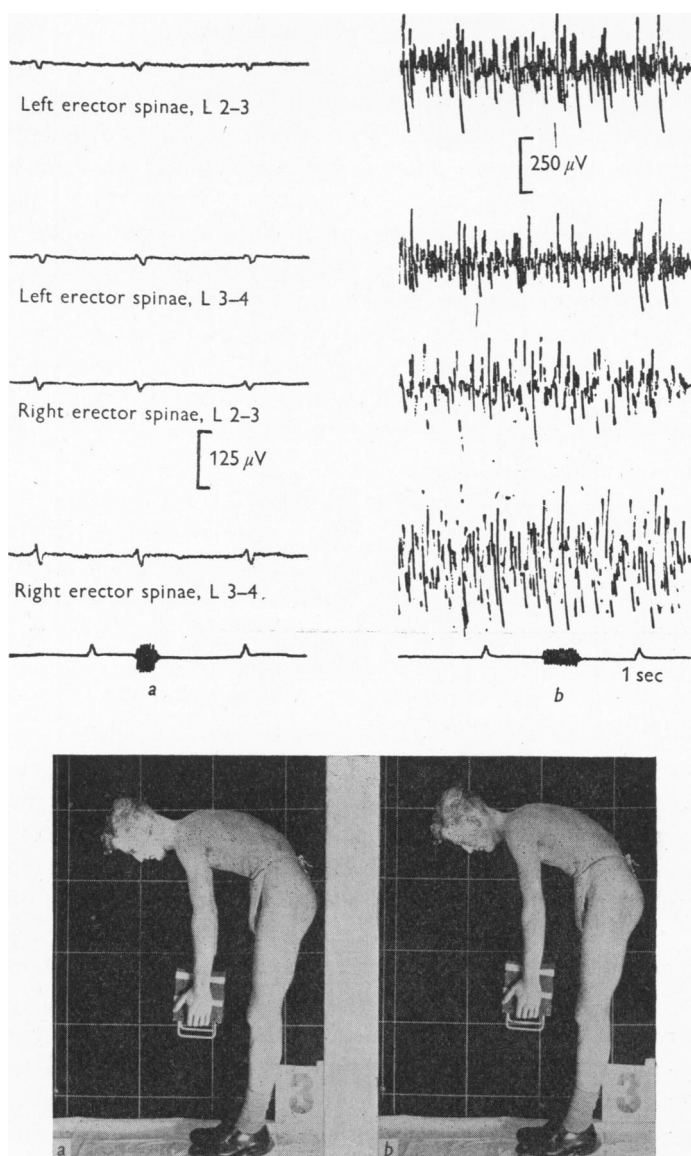 Left erector spinae, L 2–3
250 μV
Left erector spinae, L 3–4
Right erector spinae, L 2–3
125 μV
Right erector spinae, L 3–4.
1 sec
a
b
3
3
a
b